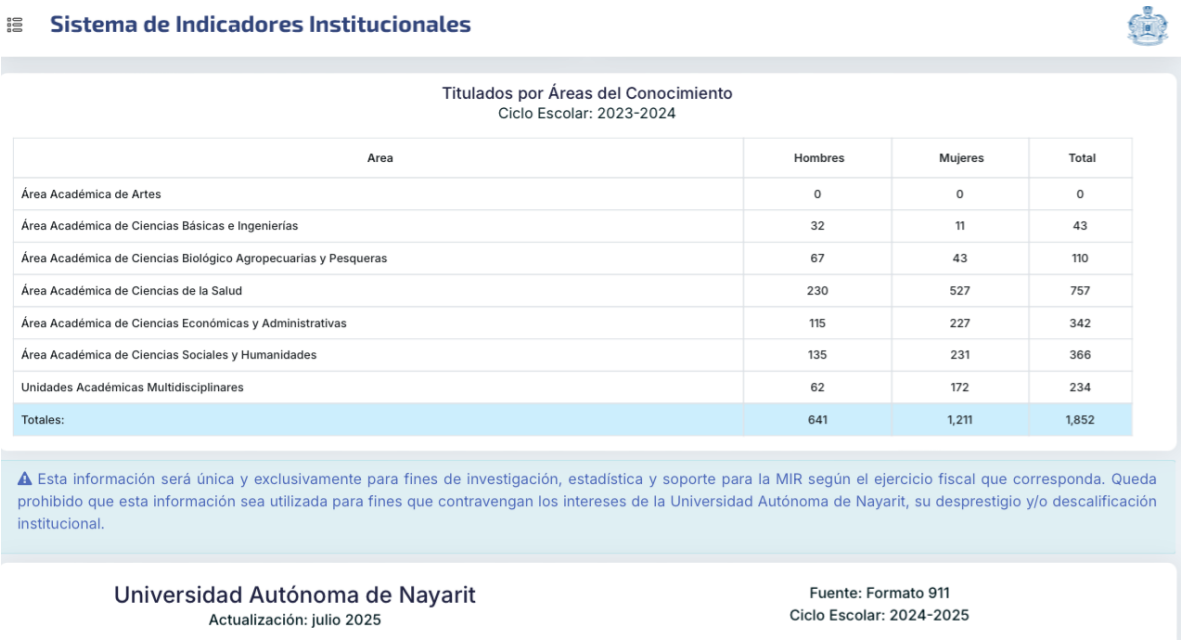 Sistema de Indicadores Institucionales
Titulados por Áreas del Conocimiento
Ciclo Escolar: 2023-2024
Area Hombres Mujeres Total
Área Académica de Artes 0 0 0
Área Académica de Ciencias Básicas e Ingenierías 32 11 43
Área Académica de Ciencias Biológico Agropecuarias y Pesqueras 67 43 110
Área Académica de Ciencias de la Salud 230 527 757
Área Académica de Ciencias Económicas y Administrativas 115 227 342
Área Académica de Ciencias Sociales y Humanidades 135 231 366
Unidades Académicas Multidisciplinares 62 172 234
Totales: 641 1,211 1,852
Esta información será única y exclusivamente para fines de investigación, estadística y soporte para la MIR según el ejercicio fiscal que corresponda. Queda
prohibido que esta información sea utilizada para fines que contravengan los intereses de la Universidad Autónoma de Nayarit, su desprestigio y/o descalificación
institucional.
Universidad Autónoma de Nayarit
Actualización: julio 2025
Fuente: Formato 911
Ciclo Escolar: 2024-2025